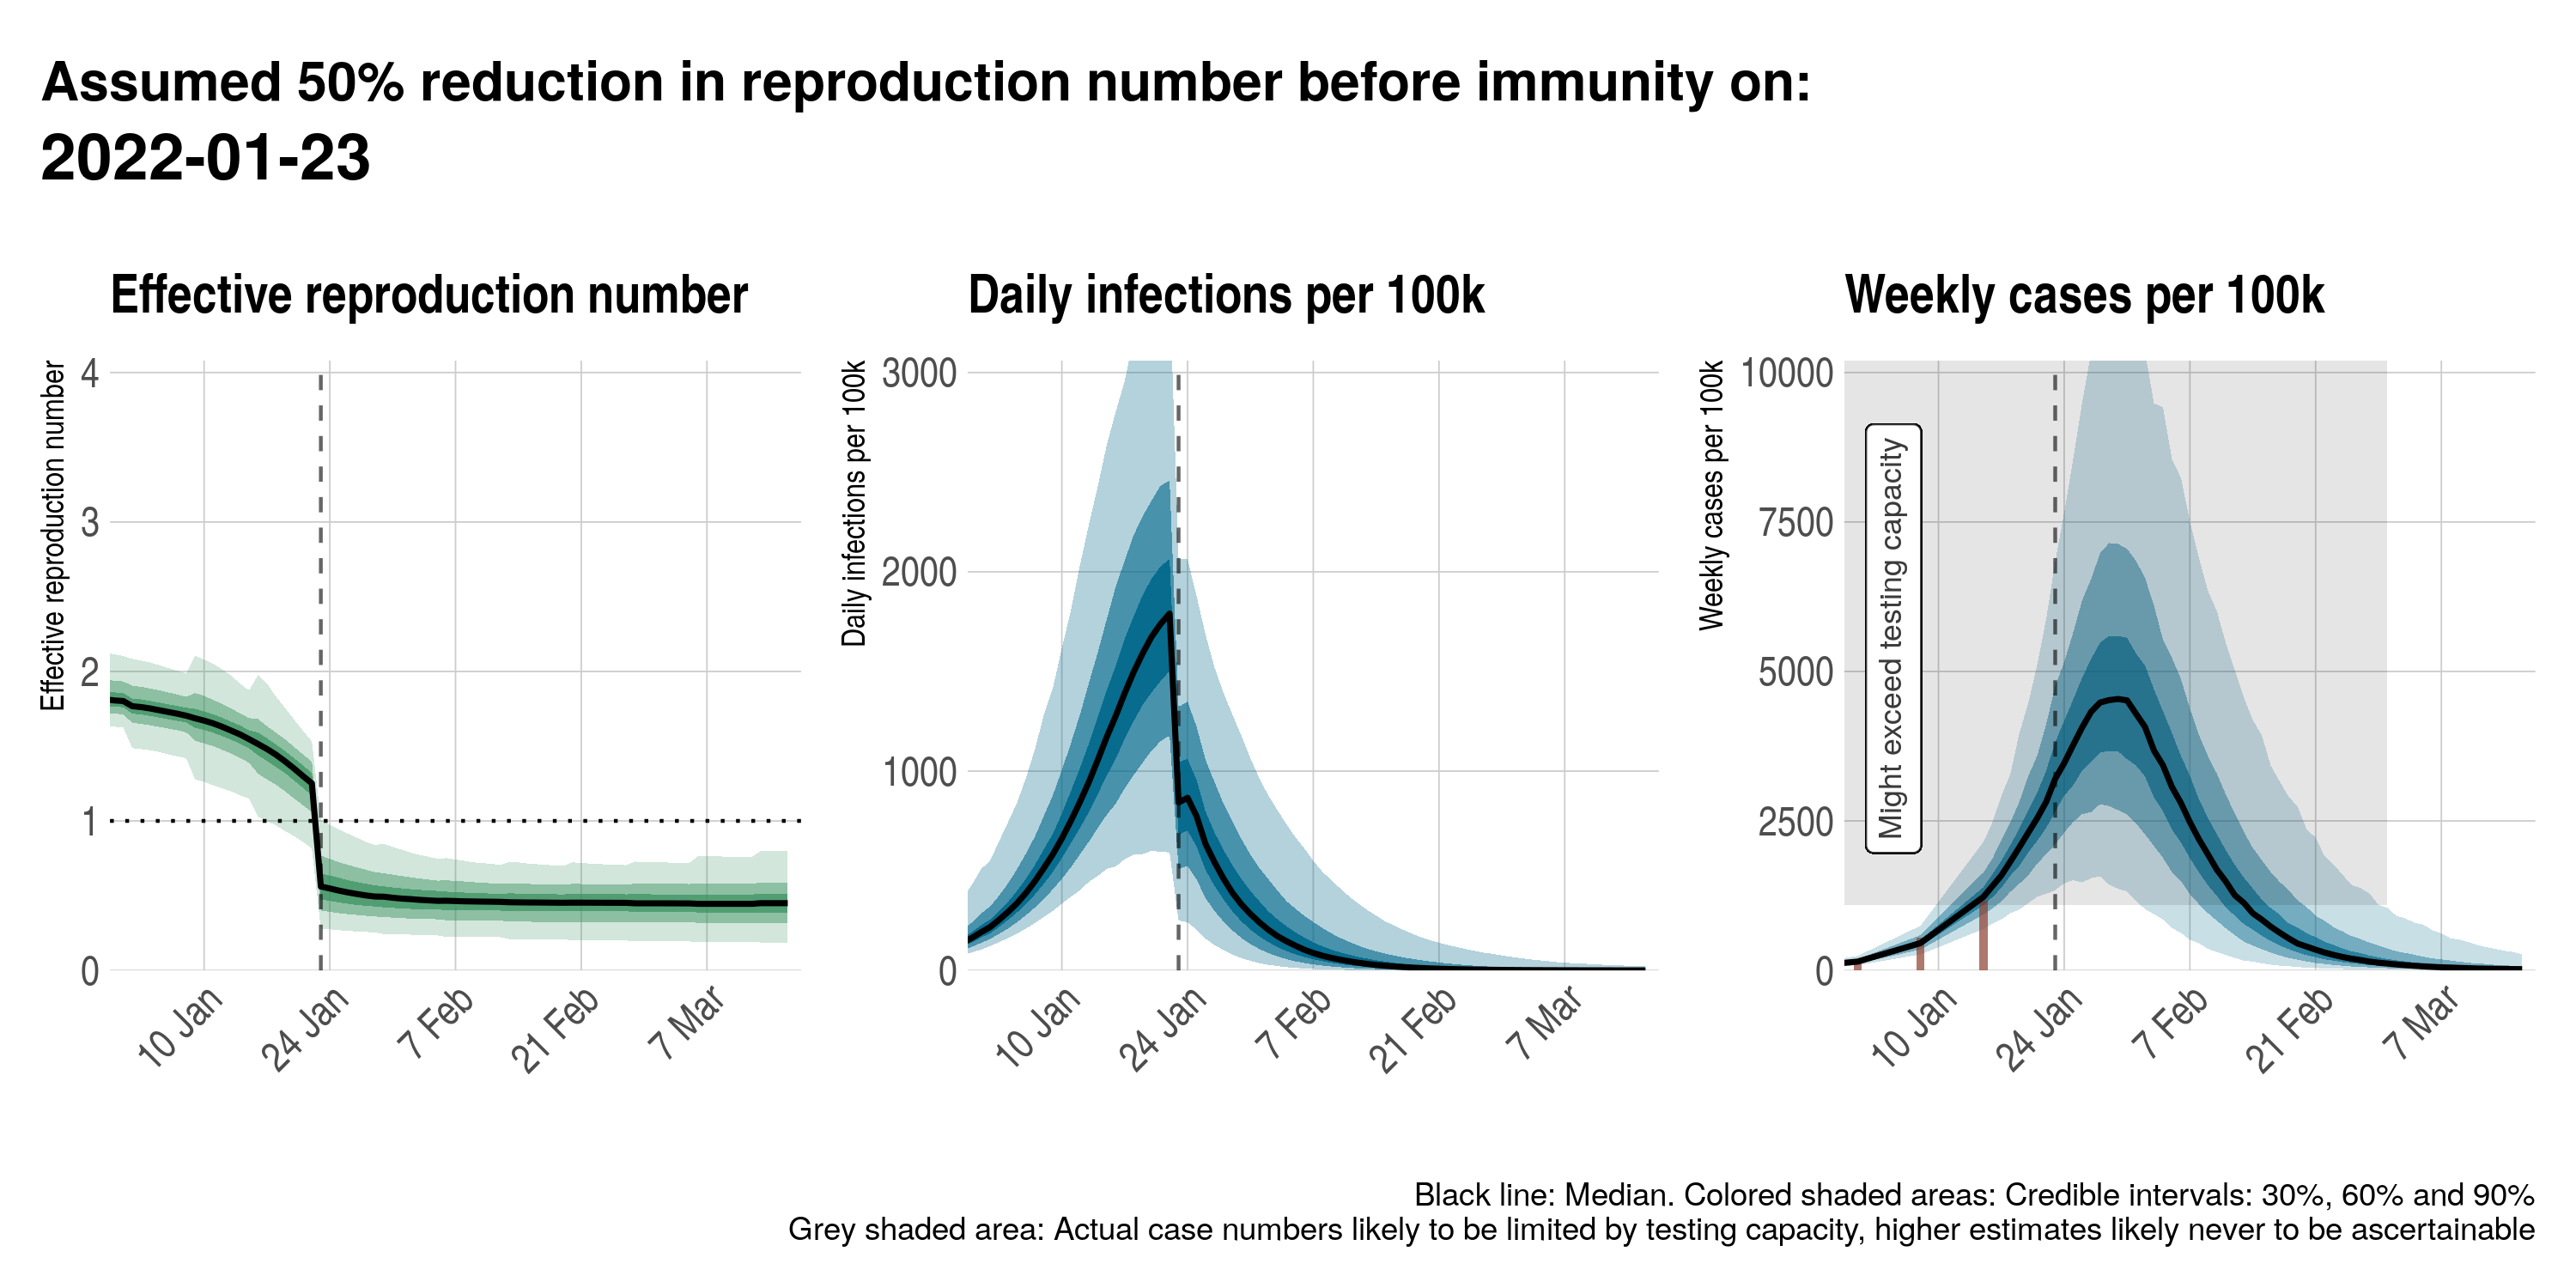 Assumed 50% reduction in reproduction number before immunity on:
2022-01-23
Effective reproduction number
Effective reproduction number
4
3
2
1
0
10 Jan
24 Jan
7 Feb
21 Feb
7 Mar
Daily infections per 100k
Daily infections per 100k
3000
2000
1000
0
10 Jan
24 Jan
7 Feb
21 Feb
7 Mar
Weekly cases per 100k
Weekly cases per 100k
10000
7500
5000
2500
0
Might exceed testing capacity
10 Jan
24 Jan
7 Feb
21 Feb
7 Mar
Black line: Median. Colored shaded areas: Credible intervals: 30%, 60% and 90%
Grey shaded area: Actual case numbers likely to be limited by testing capacity, higher estimates likely never to be ascertainable